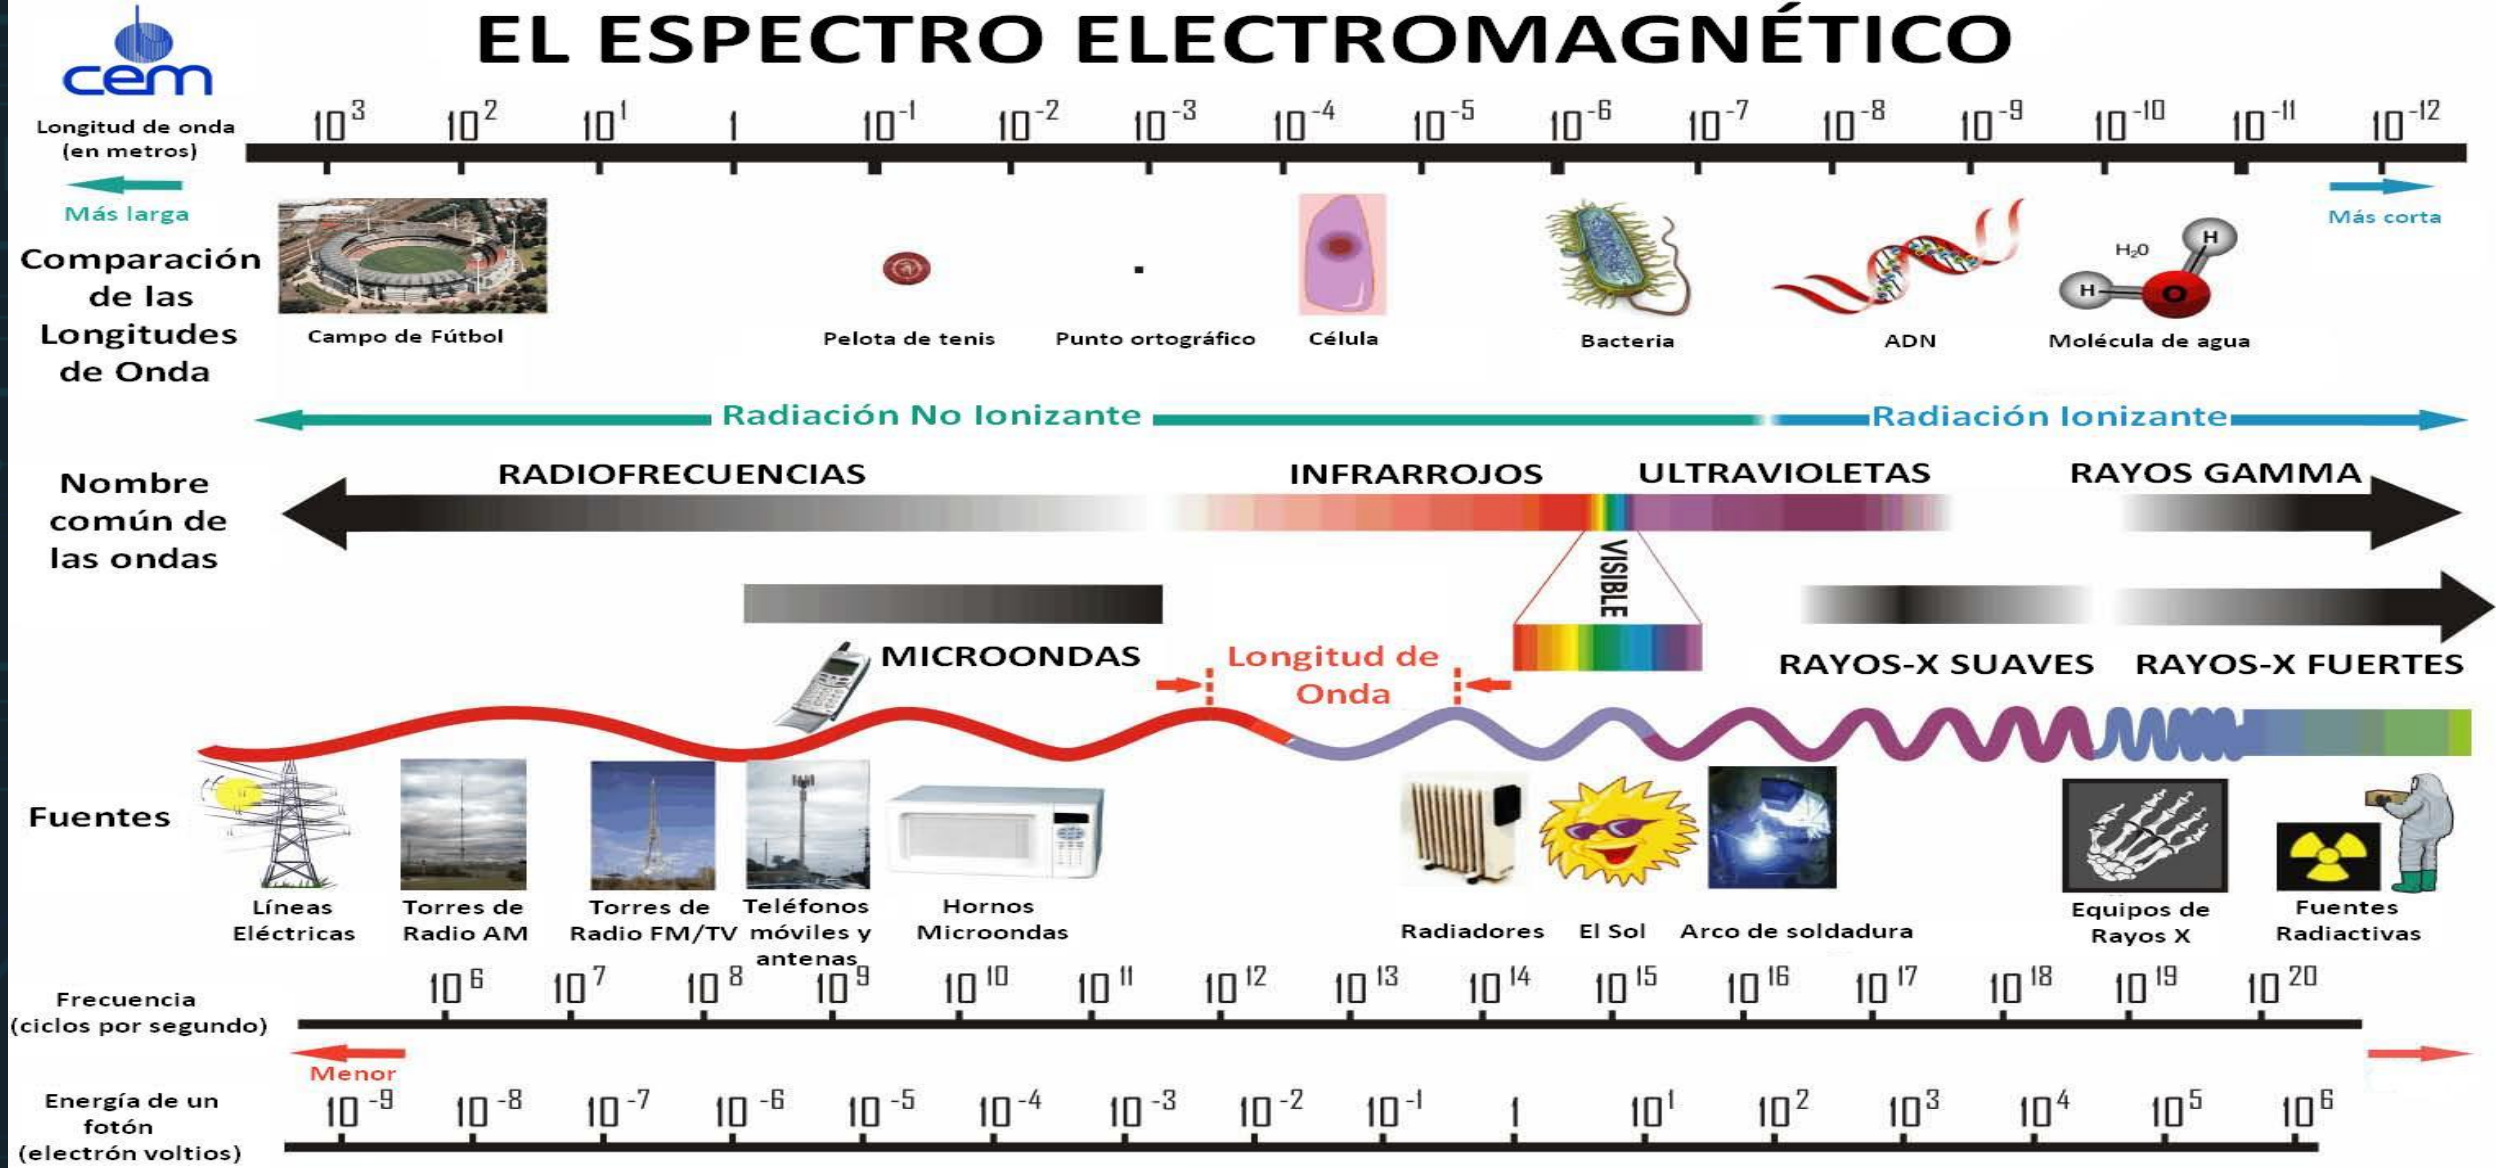 cem
EL ESPECTRO ELECTROMAGNÉTICO
Longitud de onda
(en metros)
10³ 10² 10¹ 1 10⁻¹ 10⁻² 10⁻³ 10⁻⁴ 10⁻⁵ 10⁻⁶ 10⁻⁷ 10⁻⁸ 10⁻⁹ 10⁻¹⁰ 10⁻¹¹ 10⁻¹²
Más larga
Más corta
Comparación
de las
Longitudes
de Onda
H₂0
H
H
O
Campo de Fútbol
Pelota de tenis
Punto ortográfico
Célula
Bacteria
ADN
Molécula de agua
Radiación No Ionizante
Radiación Ionizante
Nombre
común de
las ondas
RADIOFRECUENCIAS
INFRARROJOS
ULTRAVIOLETAS
RAYOS GAMMA
VISIBLE
MICROONDAS
Longitud de
Onda
RAYOS-X SUAVES
RAYOS-X FUERTES
Fuentes
Líneas
Eléctricas
Torres de
Radio AM
Torres de
Radio FM/TV
Teléfonos
móviles y
antenas
Hornos
Microondas
Radiadores
El Sol
Arco de soldadura
Equipos de
Rayos X
Fuentes
Radiactivas
Frecuencia
(ciclos por segundo)
10⁶ 10⁷ 10⁸ 10⁹ 10¹⁰ 10¹¹ 10¹² 10¹³ 10¹⁴ 10¹⁵ 10¹⁶ 10¹⁷ 10¹⁸ 10¹⁹ 10²⁰
Menor
Energía de un
fotón
(electrón voltios)
10⁻⁹ 10⁻⁸ 10⁻⁷ 10⁻⁶ 10⁻⁵ 10⁻⁴ 10⁻³ 10⁻² 10⁻¹ 1 10¹ 10² 10³ 10⁴ 10⁵ 10⁶